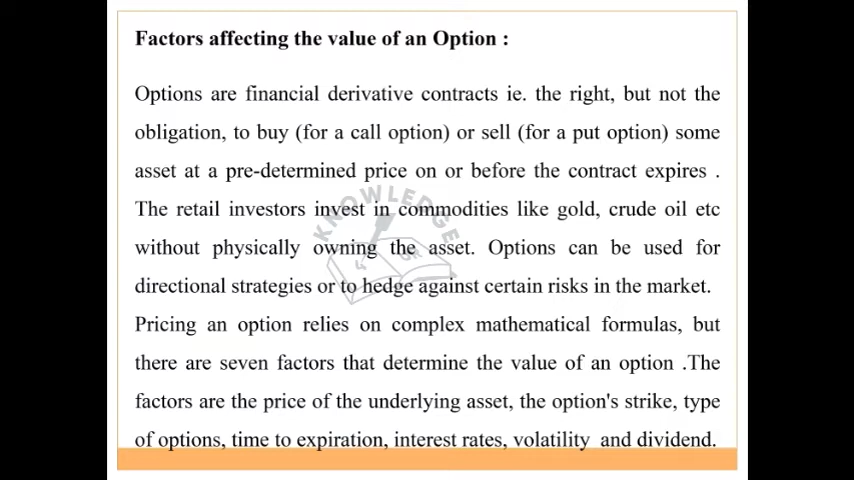 Factors affecting the value of an Option :
Options are financial derivative contracts ie. the right, but not the
obligation, to buy (for a call option) or sell (for a put option) some
asset at a pre-determined price on or before the contract expires .
The retail investors invest in commodities like gold, crude oil etc
without physically owning the asset. Options can be used for
directional strategies or to hedge against certain risks in the market.
Pricing an option relies on complex mathematical formulas, but
there are seven factors that determine the value of an option .The
factors are the price of the underlying asset, the option's strike, type
of options, time to expiration, interest rates, volatility and dividend.
KNOWLEDGE